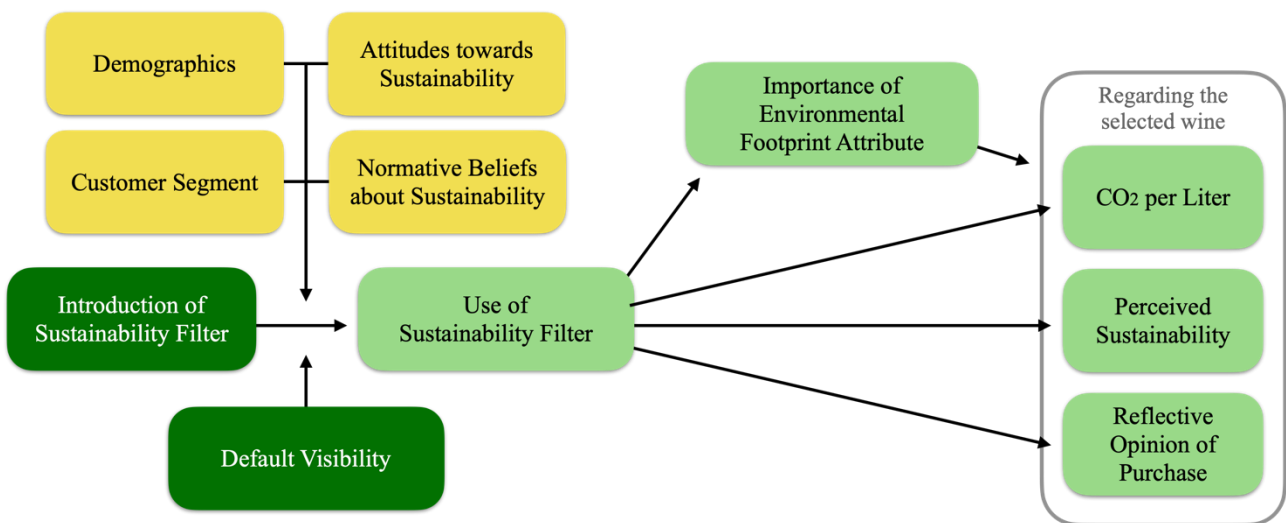 Demographics
Attitudes towards
Sustainability
Customer Segment
Normative Beliefs
about Sustainability
Introduction of
Sustainability Filter
Use of
Sustainability Filter
Default Visibility
Importance of
Environmental
Footprint Attribute
Regarding the
selected wine
CO2 per Liter
Perceived
Sustainability
Reflective
Opinion of
Purchase